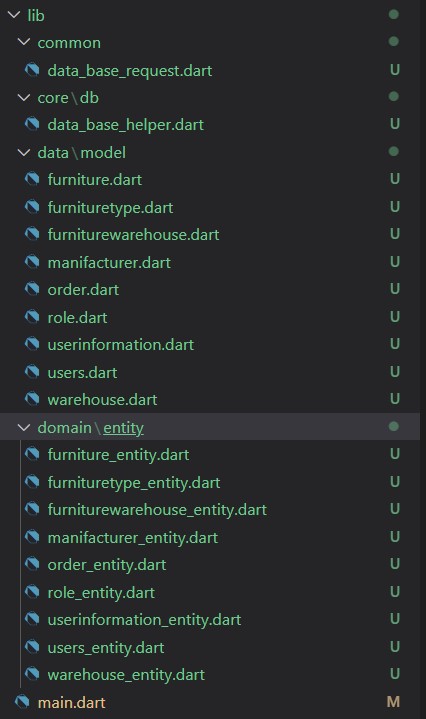 lib
common
data_base_request.dart U
core\db
data_base_helper.dart U
data\model
furniture.dart U
furnituretype.dart U
furniturewarehouse.dart U
manifacturer.dart U
order.dart U
role.dart U
userinformation.dart U
users.dart U
warehouse.dart U
domain\entity
furniture_entity.dart U
furnituretype_entity.dart U
furniturewarehouse_entity.dart U
manifacturer_entity.dart U
order_entity.dart U
role_entity.dart U
userinformation_entity.dart U
users_entity.dart U
warehouse_entity.dart U
main.dart M